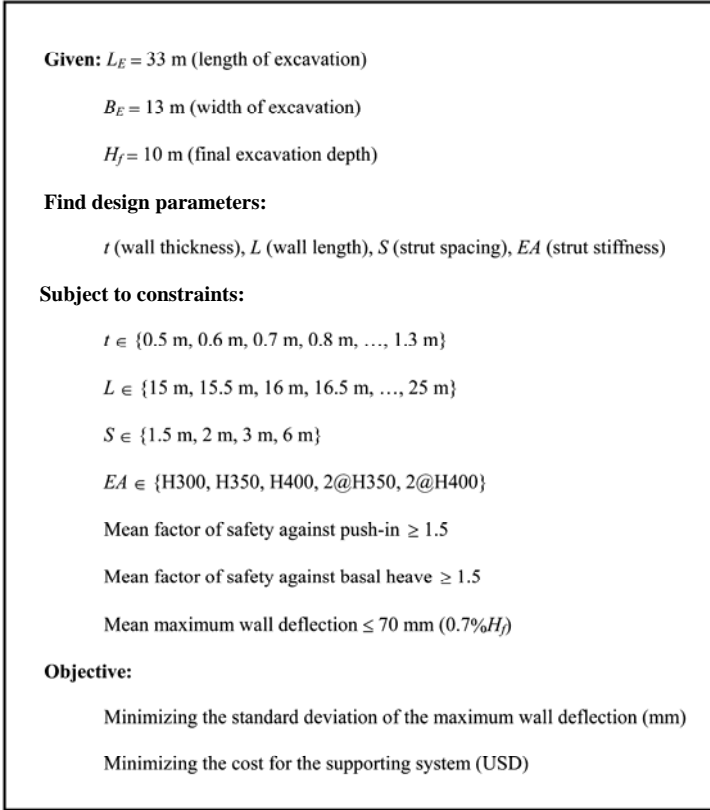 Given: L_E = 33 m (length of excavation)
B_E = 13 m (width of excavation)
H_f = 10 m (final excavation depth)
Find design parameters:
t (wall thickness), L (wall length), S (strut spacing), EA (strut stiffness)
Subject to constraints:
t ∈ {0.5 m, 0.6 m, 0.7 m, 0.8 m, …, 1.3 m}
L ∈ {15 m, 15.5 m, 16 m, 16.5 m, …, 25 m}
S ∈ {1.5 m, 2 m, 3 m, 6 m}
EA ∈ {H300, H350, H400, 2@H350, 2@H400}
Mean factor of safety against push-in ≥ 1.5
Mean factor of safety against basal heave ≥ 1.5
Mean maximum wall deflection ≤ 70 mm (0.7%H_f)
Objective:
Minimizing the standard deviation of the maximum wall deflection (mm)
Minimizing the cost for the supporting system (USD)